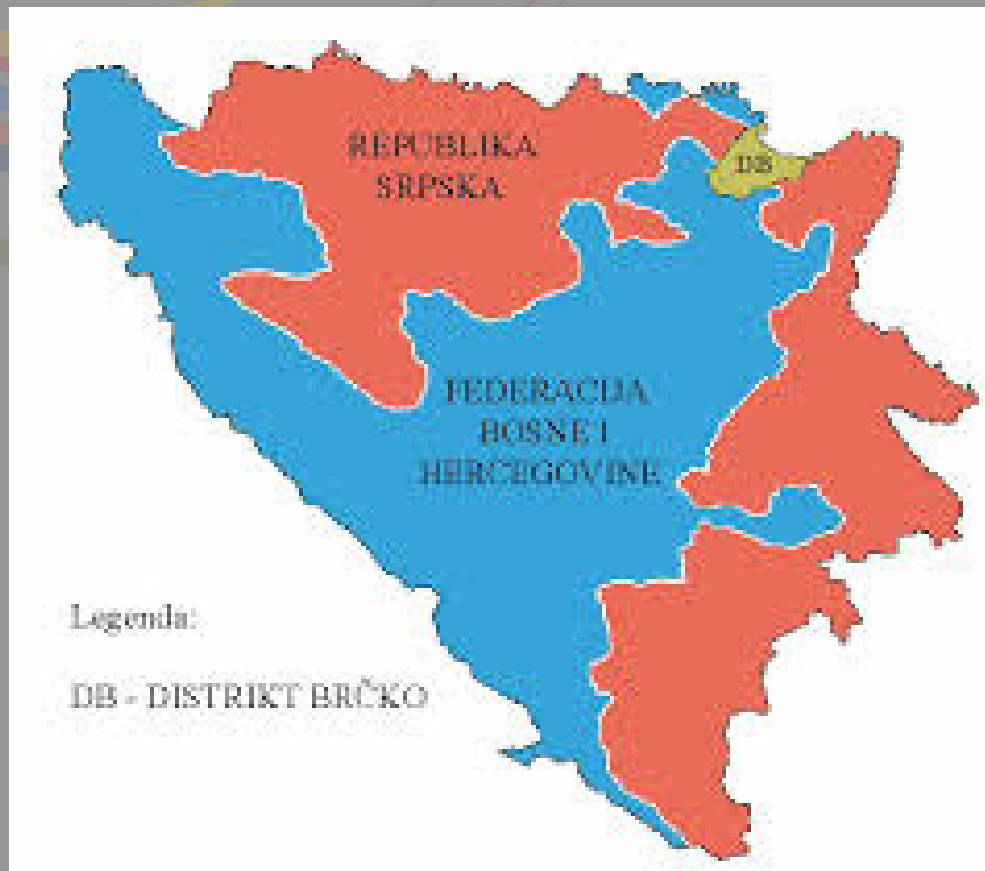 REPUBLIKA
SRPSKA
DB
FEDERACIJA
BOSNE I
HERCEGOVINE
Legenda:
DB - DISTRIKT BRČKO